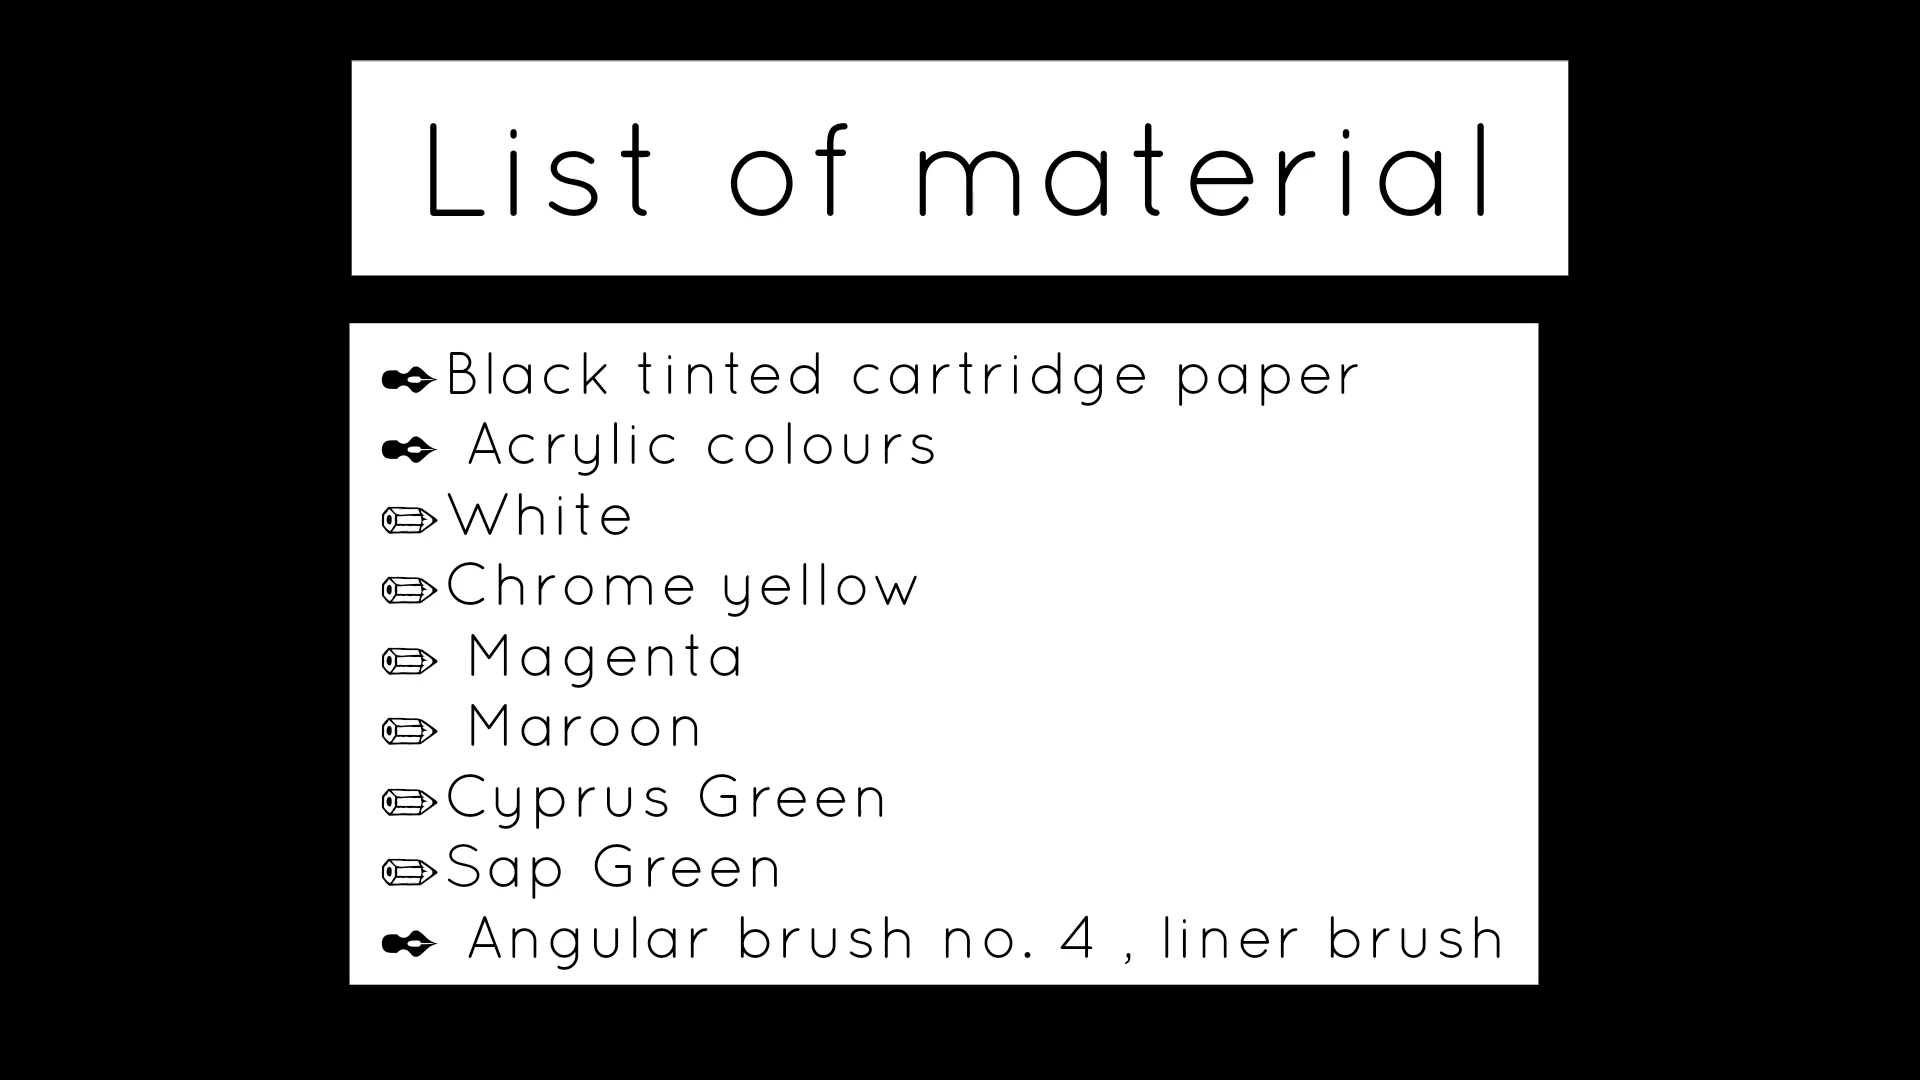 List of material
✒Black tinted cartridge paper
✒ Acrylic colours
✏White
✏Chrome yellow
✏ Magenta
✏ Maroon
✏Cyprus Green
✏Sap Green
✒ Angular brush no. 4 , liner brush